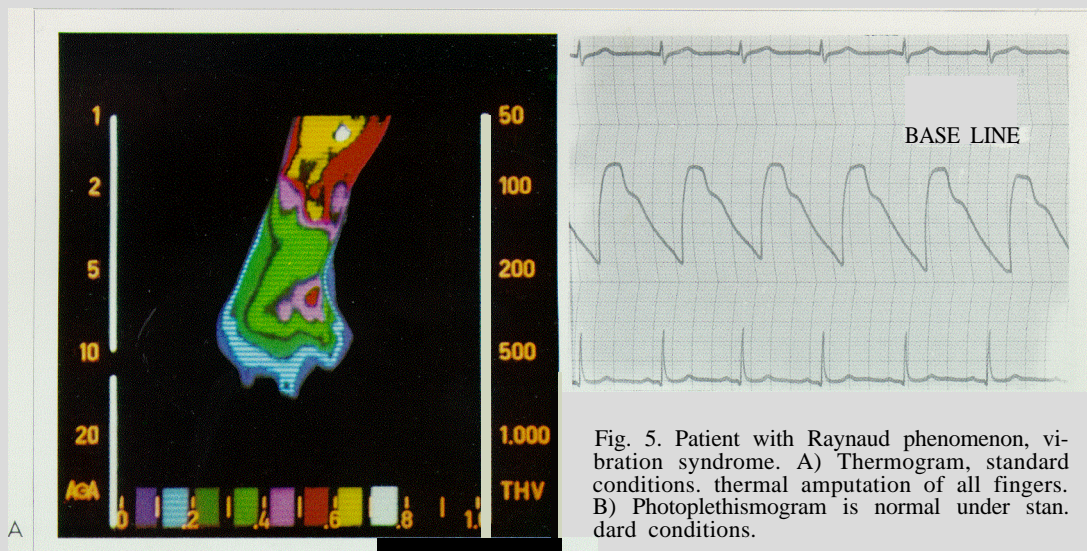 1
2
5
10
20
AGA
50
100
200
500
1.000
THV
0 .2 .4 .6 .8 1.0
A
BASE LINE
Fig. 5. Patient with Raynaud phenomenon, vi-
bration syndrome. A) Thermogram, standard
conditions. thermal amputation of all fingers.
B) Photoplethismogram is normal under stan.
dard conditions.